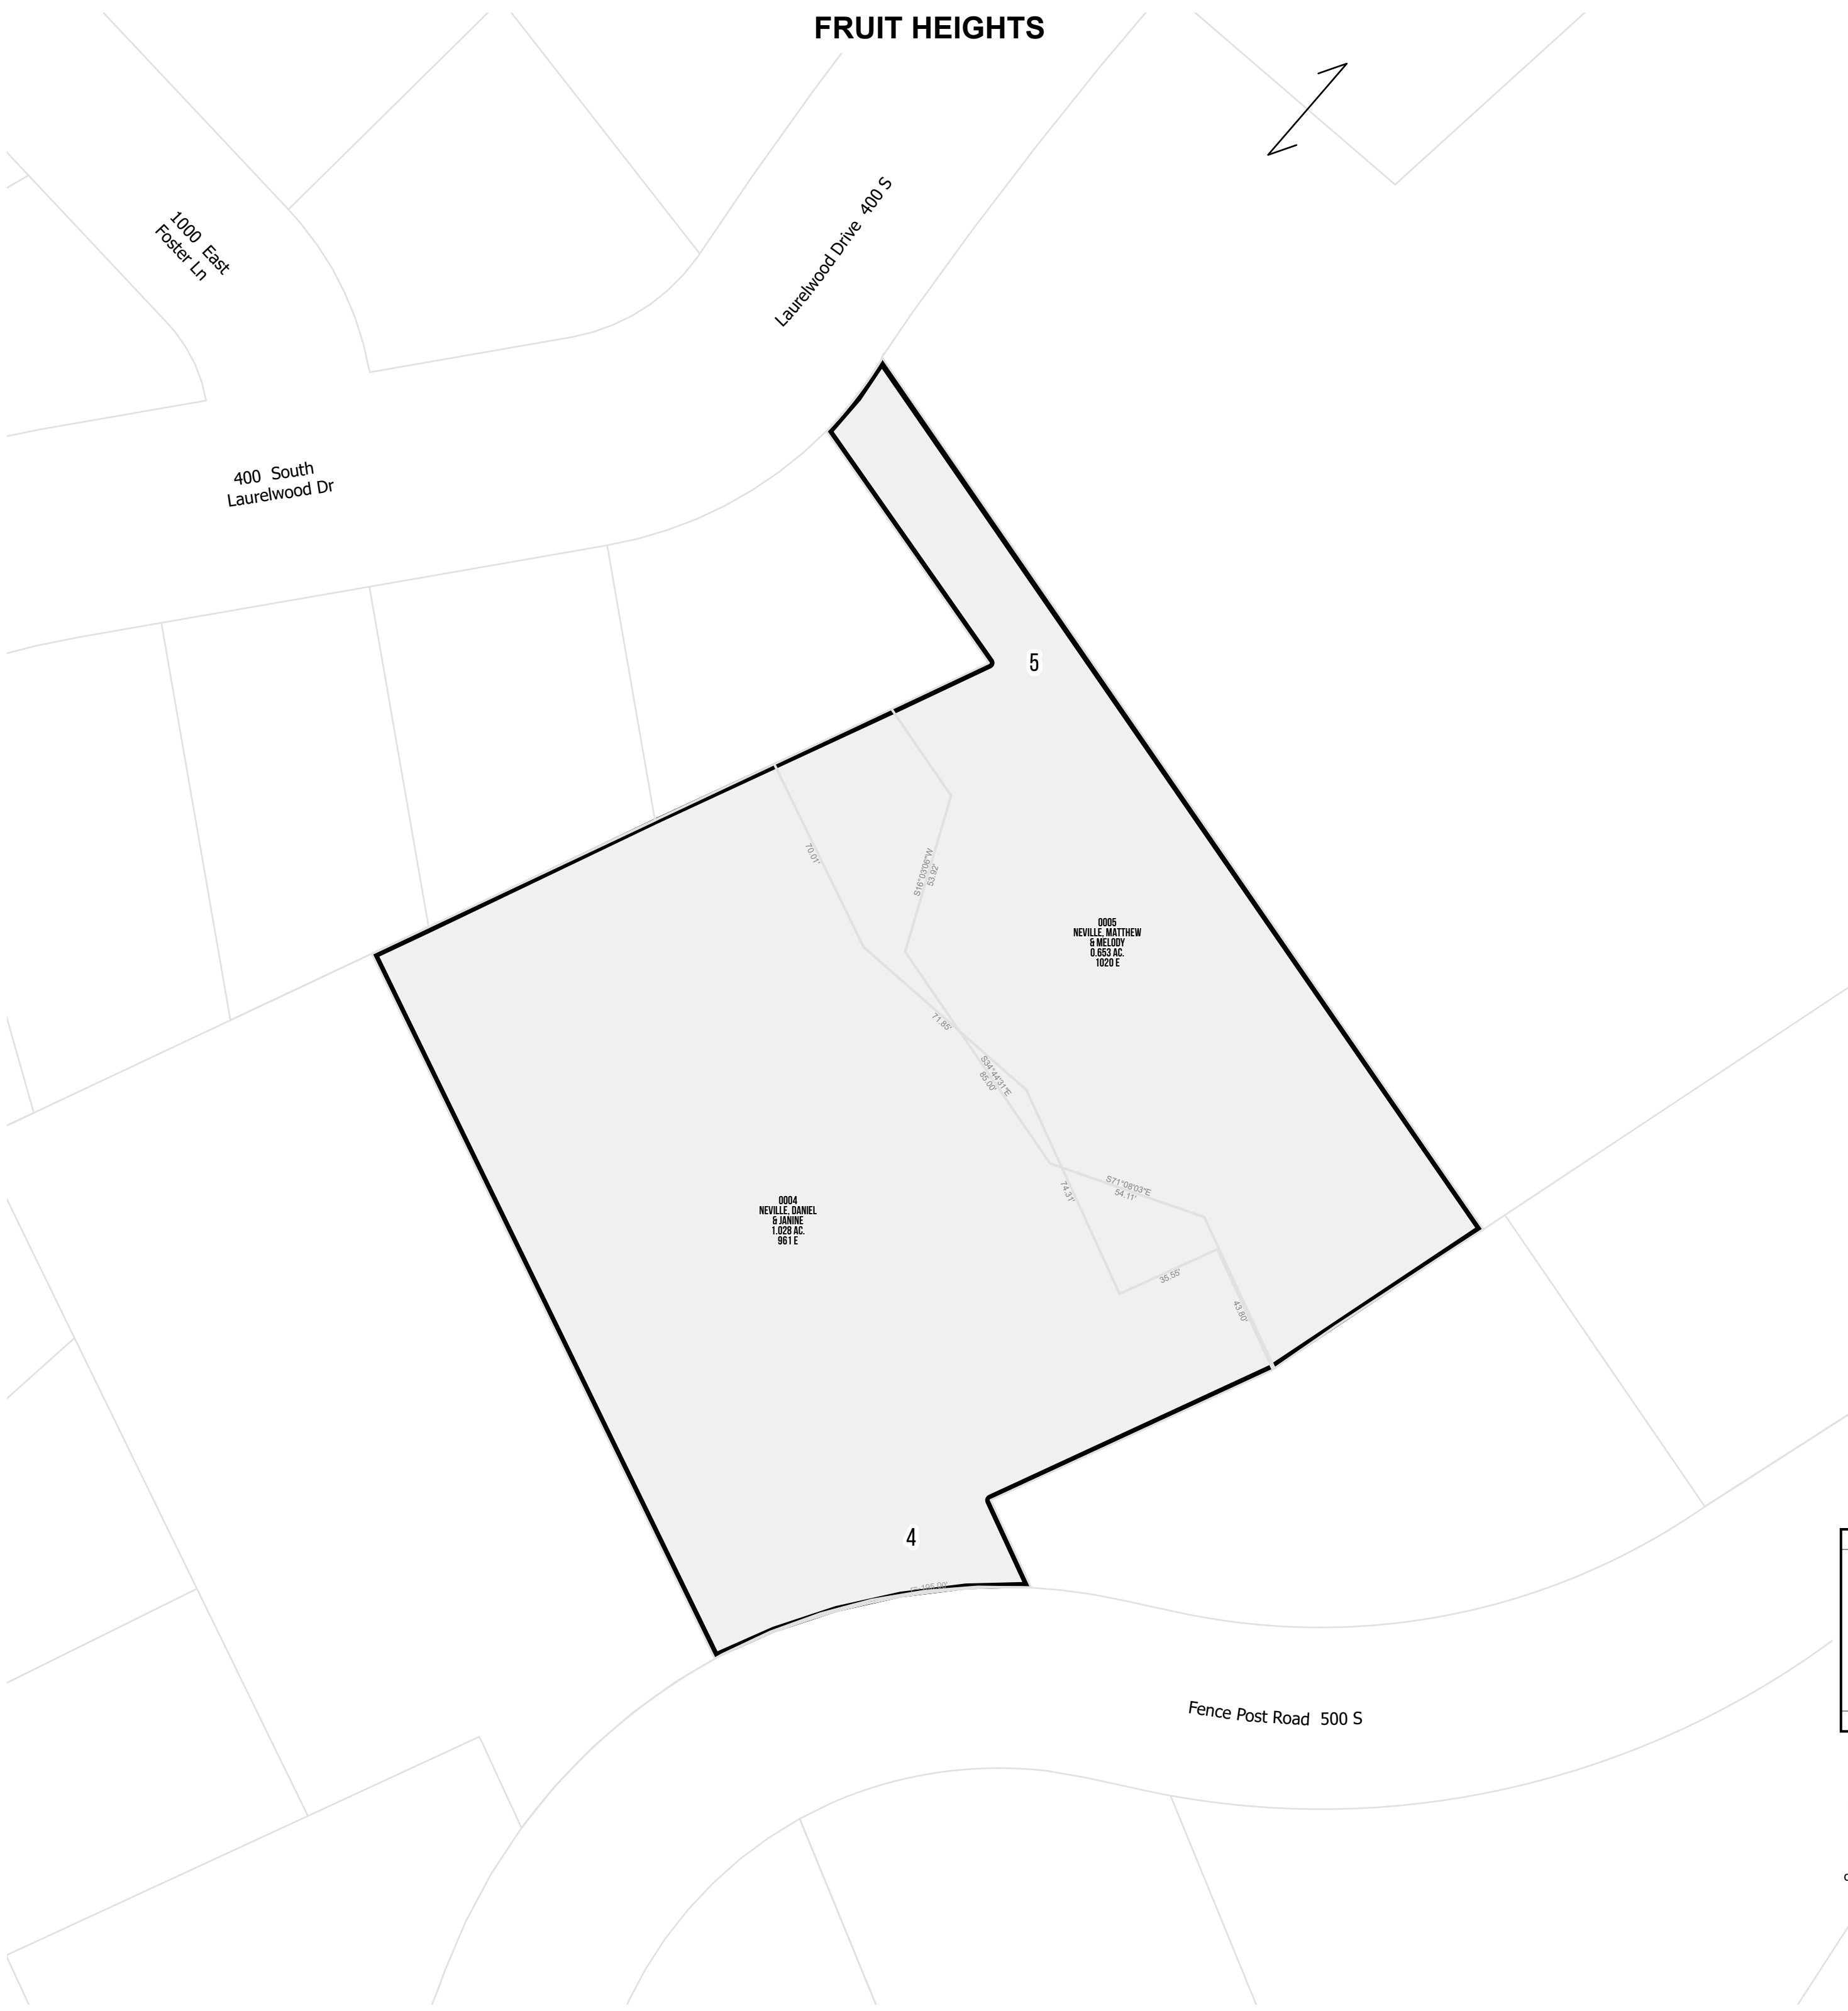 FRUIT HEIGHTS
1000 East
Foster Ln
Laurelwood Drive 400 S
400 South
Laurelwood Dr
5
70.01'
S16°03'06"W
53.92'
0005
NEVILLE, MATTHEW
& MELODY
0.653 AC.
1020 E
71.85'
S34°44'31"E
85.00'
S71°08'03"E
54.11'
74.31'
0004
NEVILLE, DANIEL
& JANINE
1.028 AC.
961 E
35.55'
43.80'
4
Fence Post Road 500 S